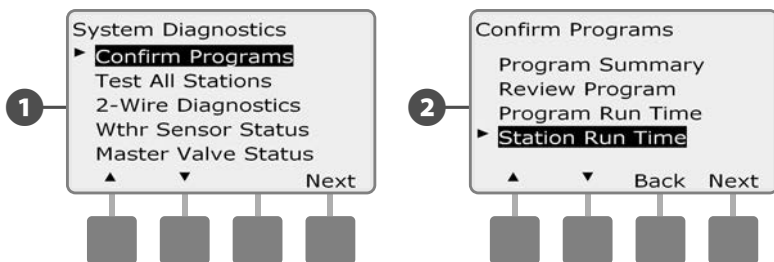 1
System Diagnostics
► Confirm Programs
Test All Stations
2-Wire Diagnostics
Wthr Sensor Status
Master Valve Status
▲ ▼ Next
2
Confirm Programs
Program Summary
Review Program
Program Run Time
► Station Run Time
▲ ▼ Back Next